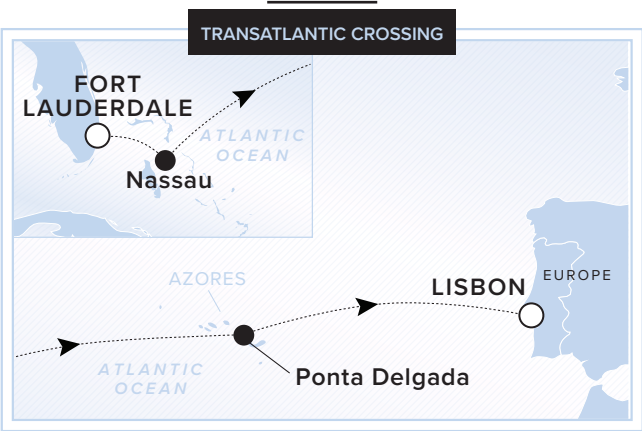 TRANSATLANTIC CROSSING
FORT
LAUDERDALE
ATLANTIC
OCEAN
Nassau
AZORES
LISBON
EUROPE
Ponta Delgada
ATLANTIC
OCEAN